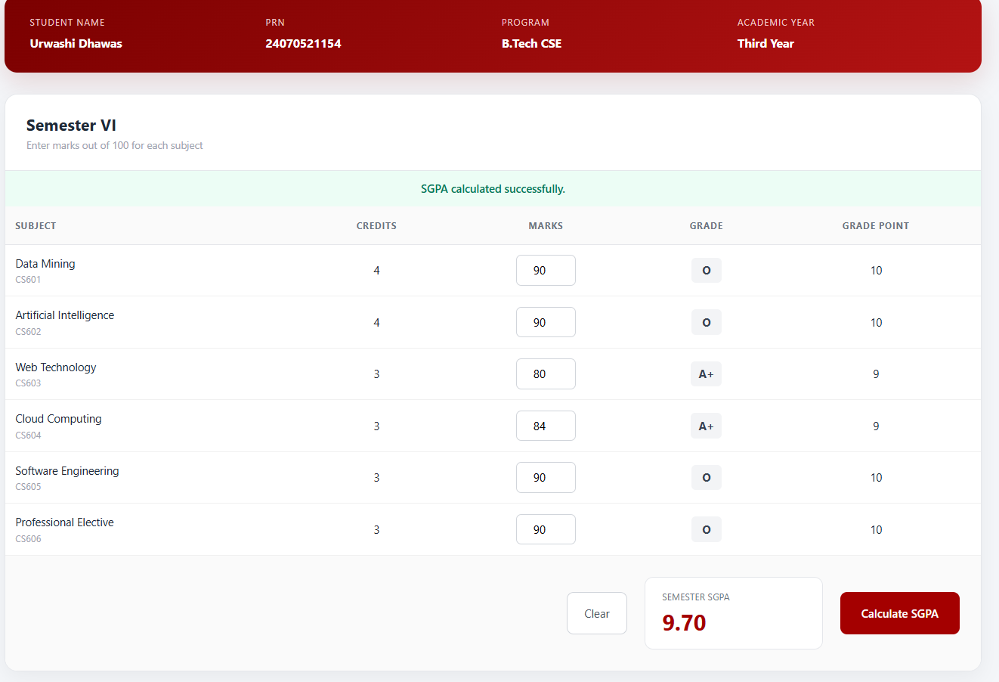 STUDENT NAME PRN PROGRAM ACADEMIC YEAR
Urwashi Dhawas 24070521154 B.Tech CSE Third Year
Semester VI
Enter marks out of 100 for each subject
SGPA calculated successfully.
SUBJECT CREDITS MARKS GRADE GRADE POINT
Data Mining 4 90 O 10
CS601
Artificial Intelligence 4 90 O 10
CS602
Web Technology 3 80 A+ 9
CS603
Cloud Computing 3 84 A+ 9
CS604
Software Engineering 3 90 O 10
CS605
Professional Elective 3 90 O 10
CS606
Clear
SEMESTER SGPA
9.70
Calculate SGPA